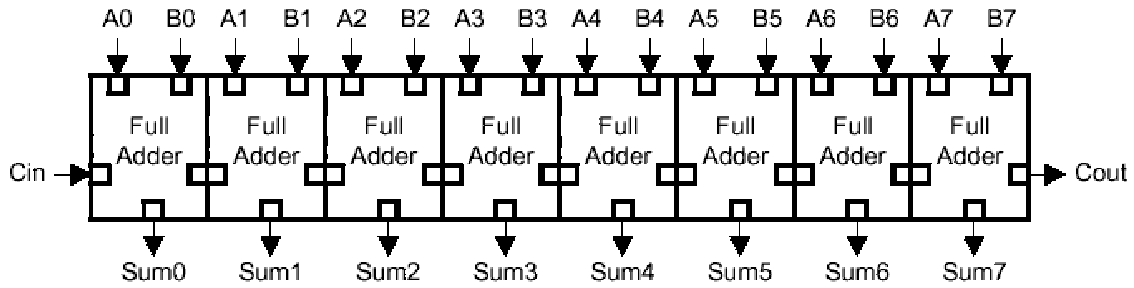 A0 B0 A1 B1 A2 B2 A3 B3 A4 B4 A5 B5 A6 B6 A7 B7
Full Full Full Full Full Full Full Full
Adder Adder Adder Adder Adder Adder Adder Adder
Cin Cout
Sum0 Sum1 Sum2 Sum3 Sum4 Sum5 Sum6 Sum7